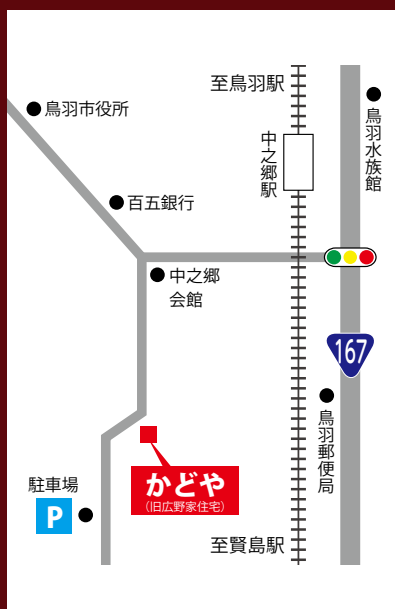 至鳥羽駅
鳥羽市役所
鳥羽水族館
中之郷駅
百五銀行
中之郷
会館
167
鳥羽郵便局
かどや
(旧広野家住宅)
駐車場
P
至賢島駅